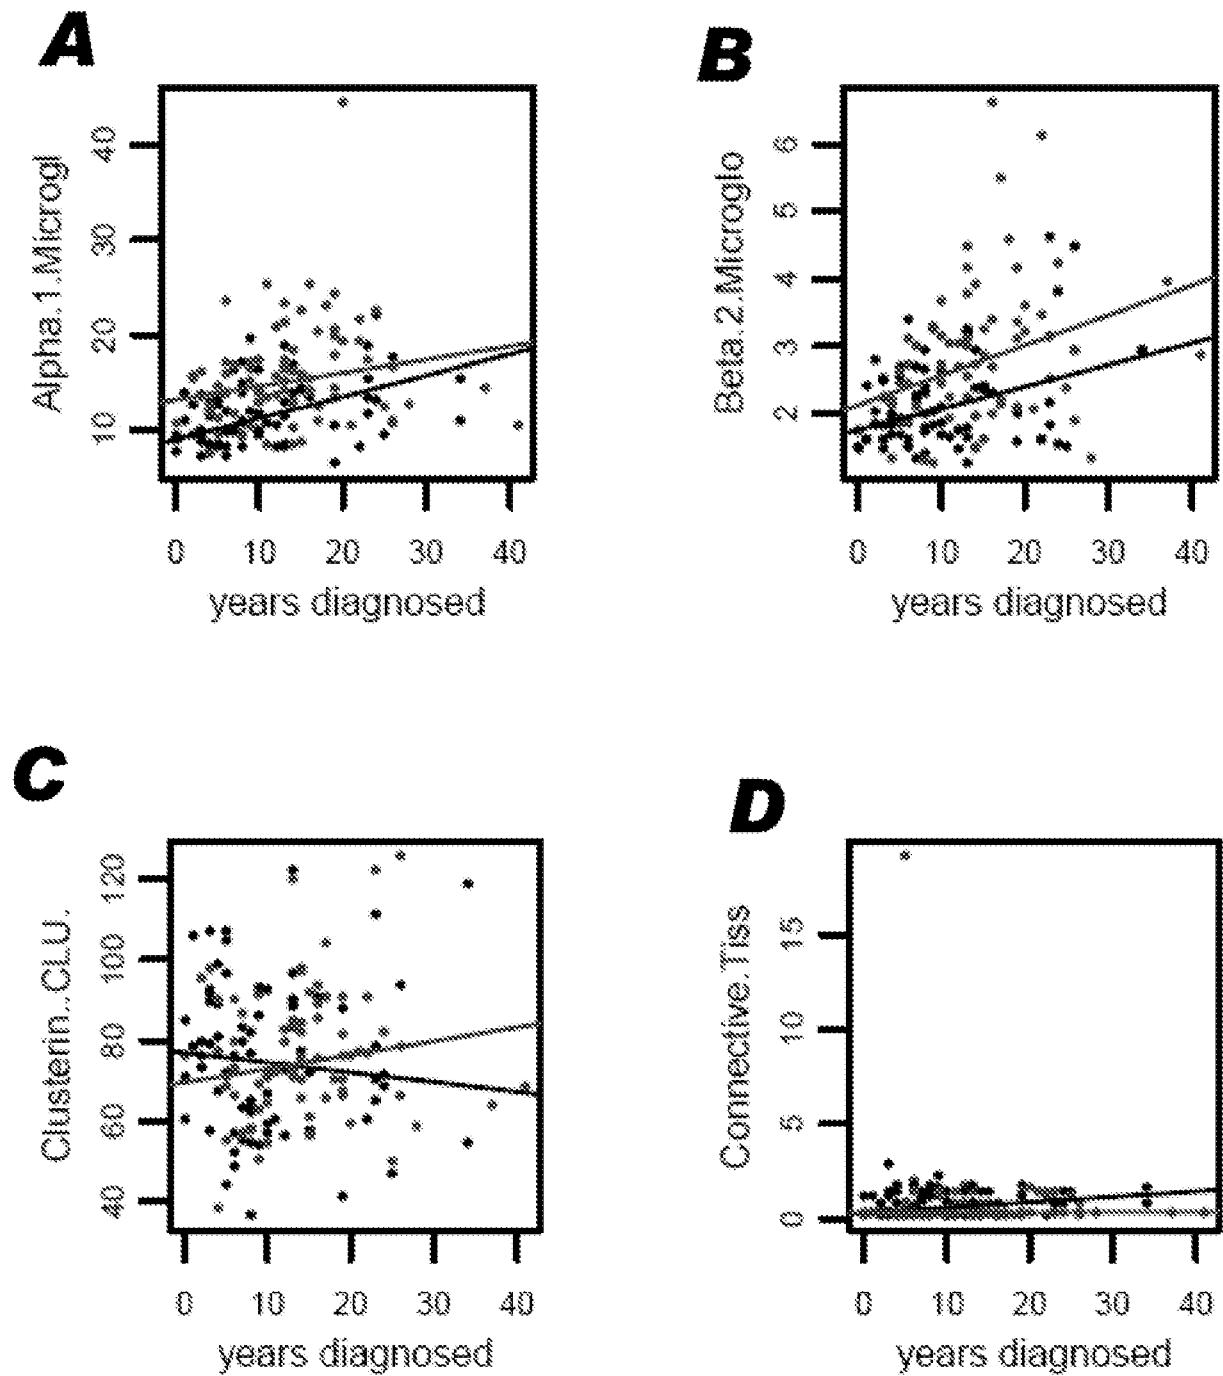 A
B
Alpha.1.Microgl
10 20 30 40
0 10 20 30 40
years diagnosed
Beta.2.Microglo
2 3 4 5 6
0 10 20 30 40
years diagnosed
C
D
Clusterin..CLU.
40 60 80 100 120
0 10 20 30 40
years diagnosed
Connective.Tiss
0 5 10 15
0 10 20 30 40
years diagnosed